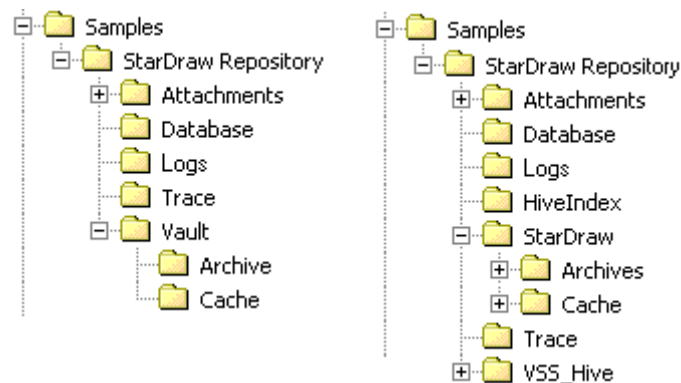 Samples
StarDraw Repository
Attachments
Database
Logs
Trace
Vault
Archive
Cache
Samples
StarDraw Repository
Attachments
Database
Logs
HiveIndex
StarDraw
Archives
Cache
Trace
VSS_Hive